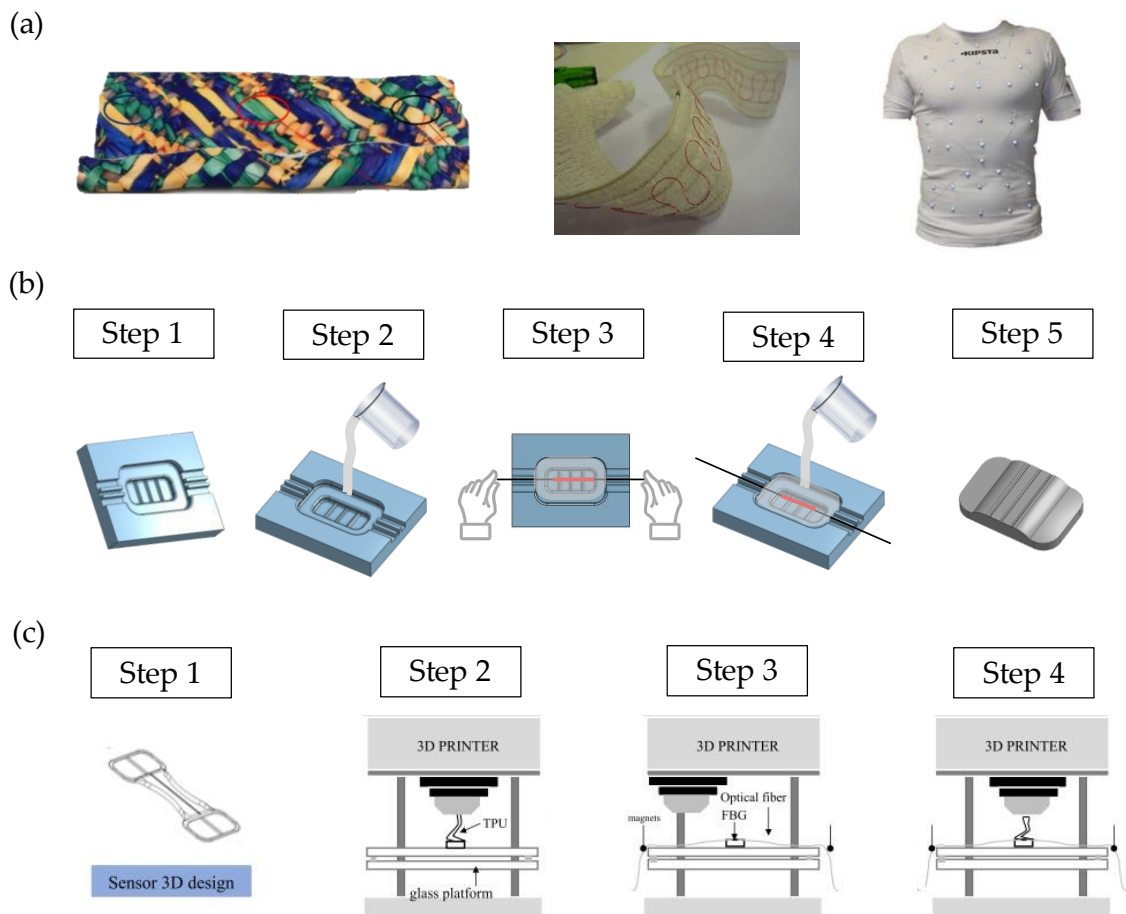 (a)
KIPSTA
(b)
Step 1
Step 2
Step 3
Step 4
Step 5
(c)
Step 1
Step 2
Step 3
Step 4
3D PRINTER
TPU
glass platform
3D PRINTER
Optical fiber
FBG
magnets
3D PRINTER
Sensor 3D design